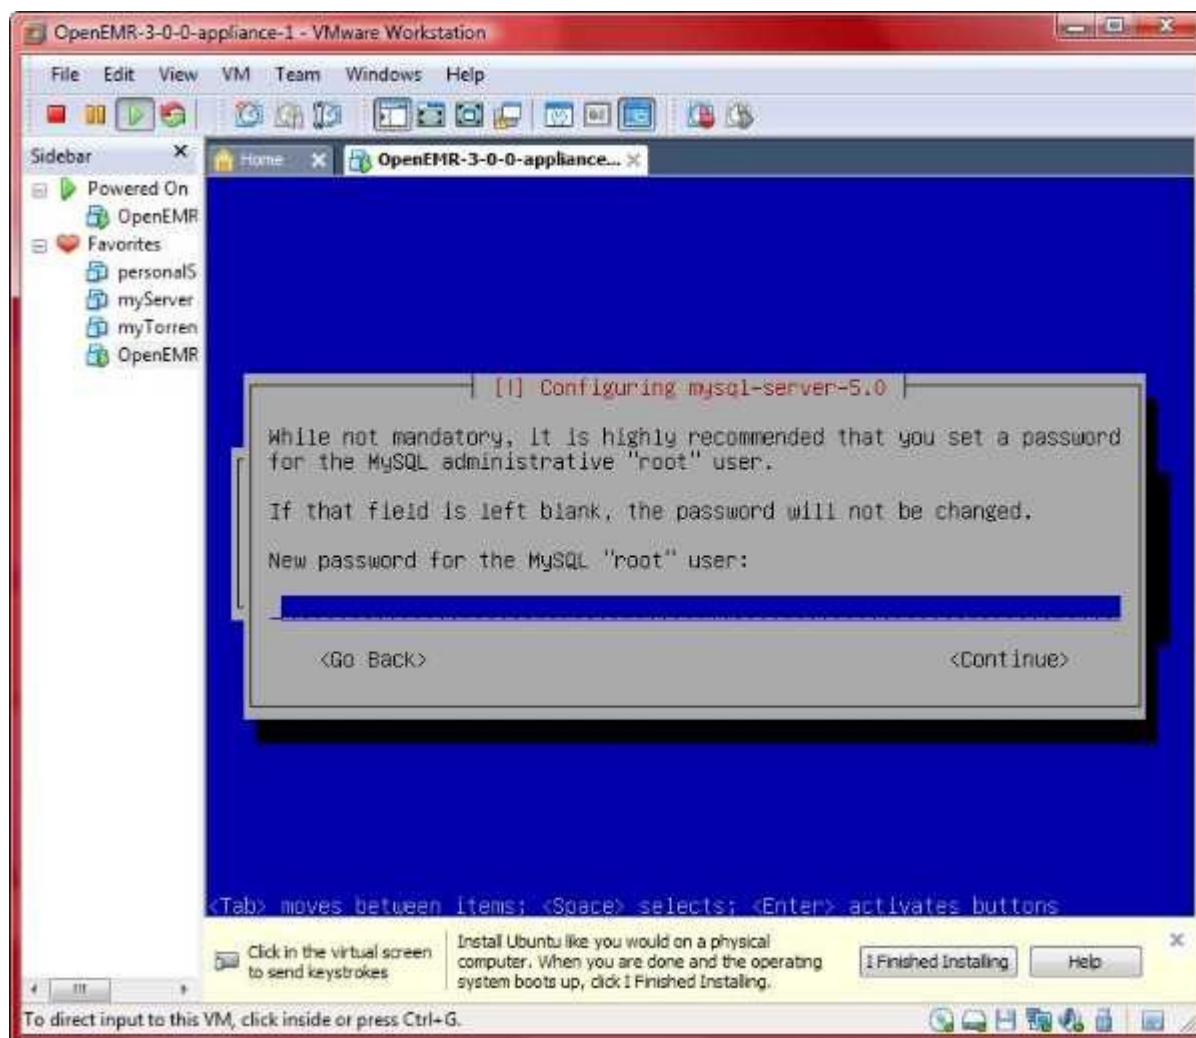 OpenEMR-3-0-0-appliance-1 - VMware Workstation
File Edit View VM Team Windows Help
Sidebar
Powered On
OpenEMR
Favorites
personalS
myServer
myTorren
OpenEMR
Home
OpenEMR-3-0-0-appliance...
[!] Configuring mysql-server-5.0
While not mandatory, it is highly recommended that you set a password
for the MySQL administrative "root" user.
If that field is left blank, the password will not be changed.
New password for the MySQL "root" user:
<Go Back> <Continue>
<Tab> moves between items; <Space> selects; <Enter> activates buttons
Click in the virtual screen
to send keystrokes
Install Ubuntu like you would on a physical
computer. When you are done and the operating
system boots up, click I Finished Installing.
I Finished Installing
Help
To direct input to this VM, click inside or press Ctrl+G.